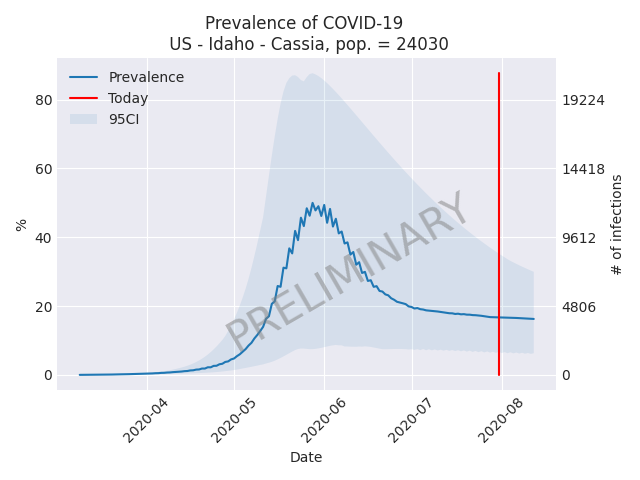 Prevalence of COVID-19
US - Idaho - Cassia, pop. = 24030
Prevalence
Today
95CI
80
60
40
20
0
%
19224
14418
9612
4806
0
# of infections
PRELIMINARY
2020-04
2020-05
2020-06
2020-07
2020-08
Date